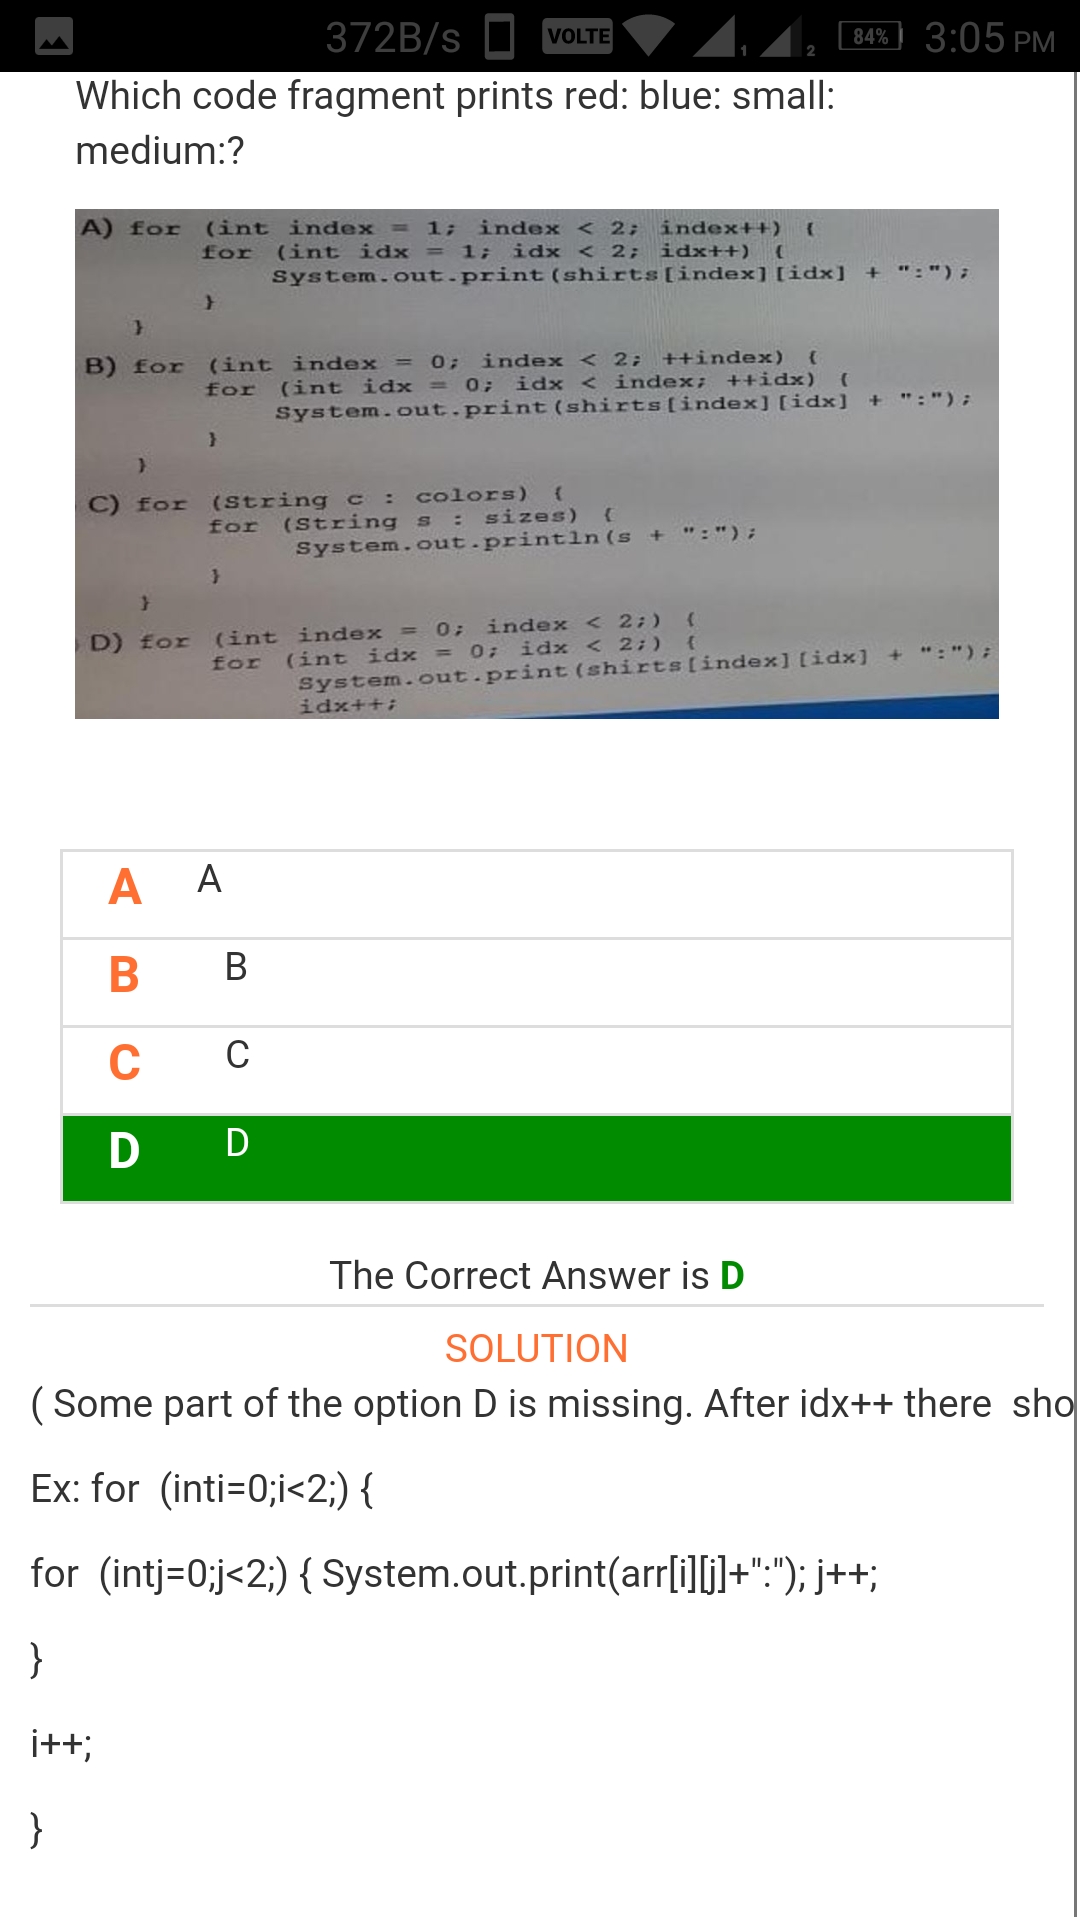 372B/s VOLTE 1 2 84% 3:05 PM
Which code fragment prints red: blue: small:
medium:?
A) for (int index = 1; index < 2; index++) {
for (int idx = 1; idx < 2; idx++) {
System.out.print(shirts[index][idx] + ":");
}
}
B) for (int index = 0; index < 2; ++index) {
for (int idx = 0; idx < index; ++idx) {
System.out.print(shirts[index][idx] + ":");
}
}
C) for (String c : colors) {
for (String s : sizes) {
System.out.println(s + ":");
}
}
D) for (int index = 0; index < 2;) {
for (int idx = 0; idx < 2;) {
System.out.print(shirts[index][idx] + ":");
idx++;
A A
B B
C C
D D
The Correct Answer is D
SOLUTION
( Some part of the option D is missing. After idx++ there sho
Ex: for (inti=0;i<2;) {
for (intj=0;j<2;) { System.out.print(arr[i][j]+":"); j++;
}
i++;
}